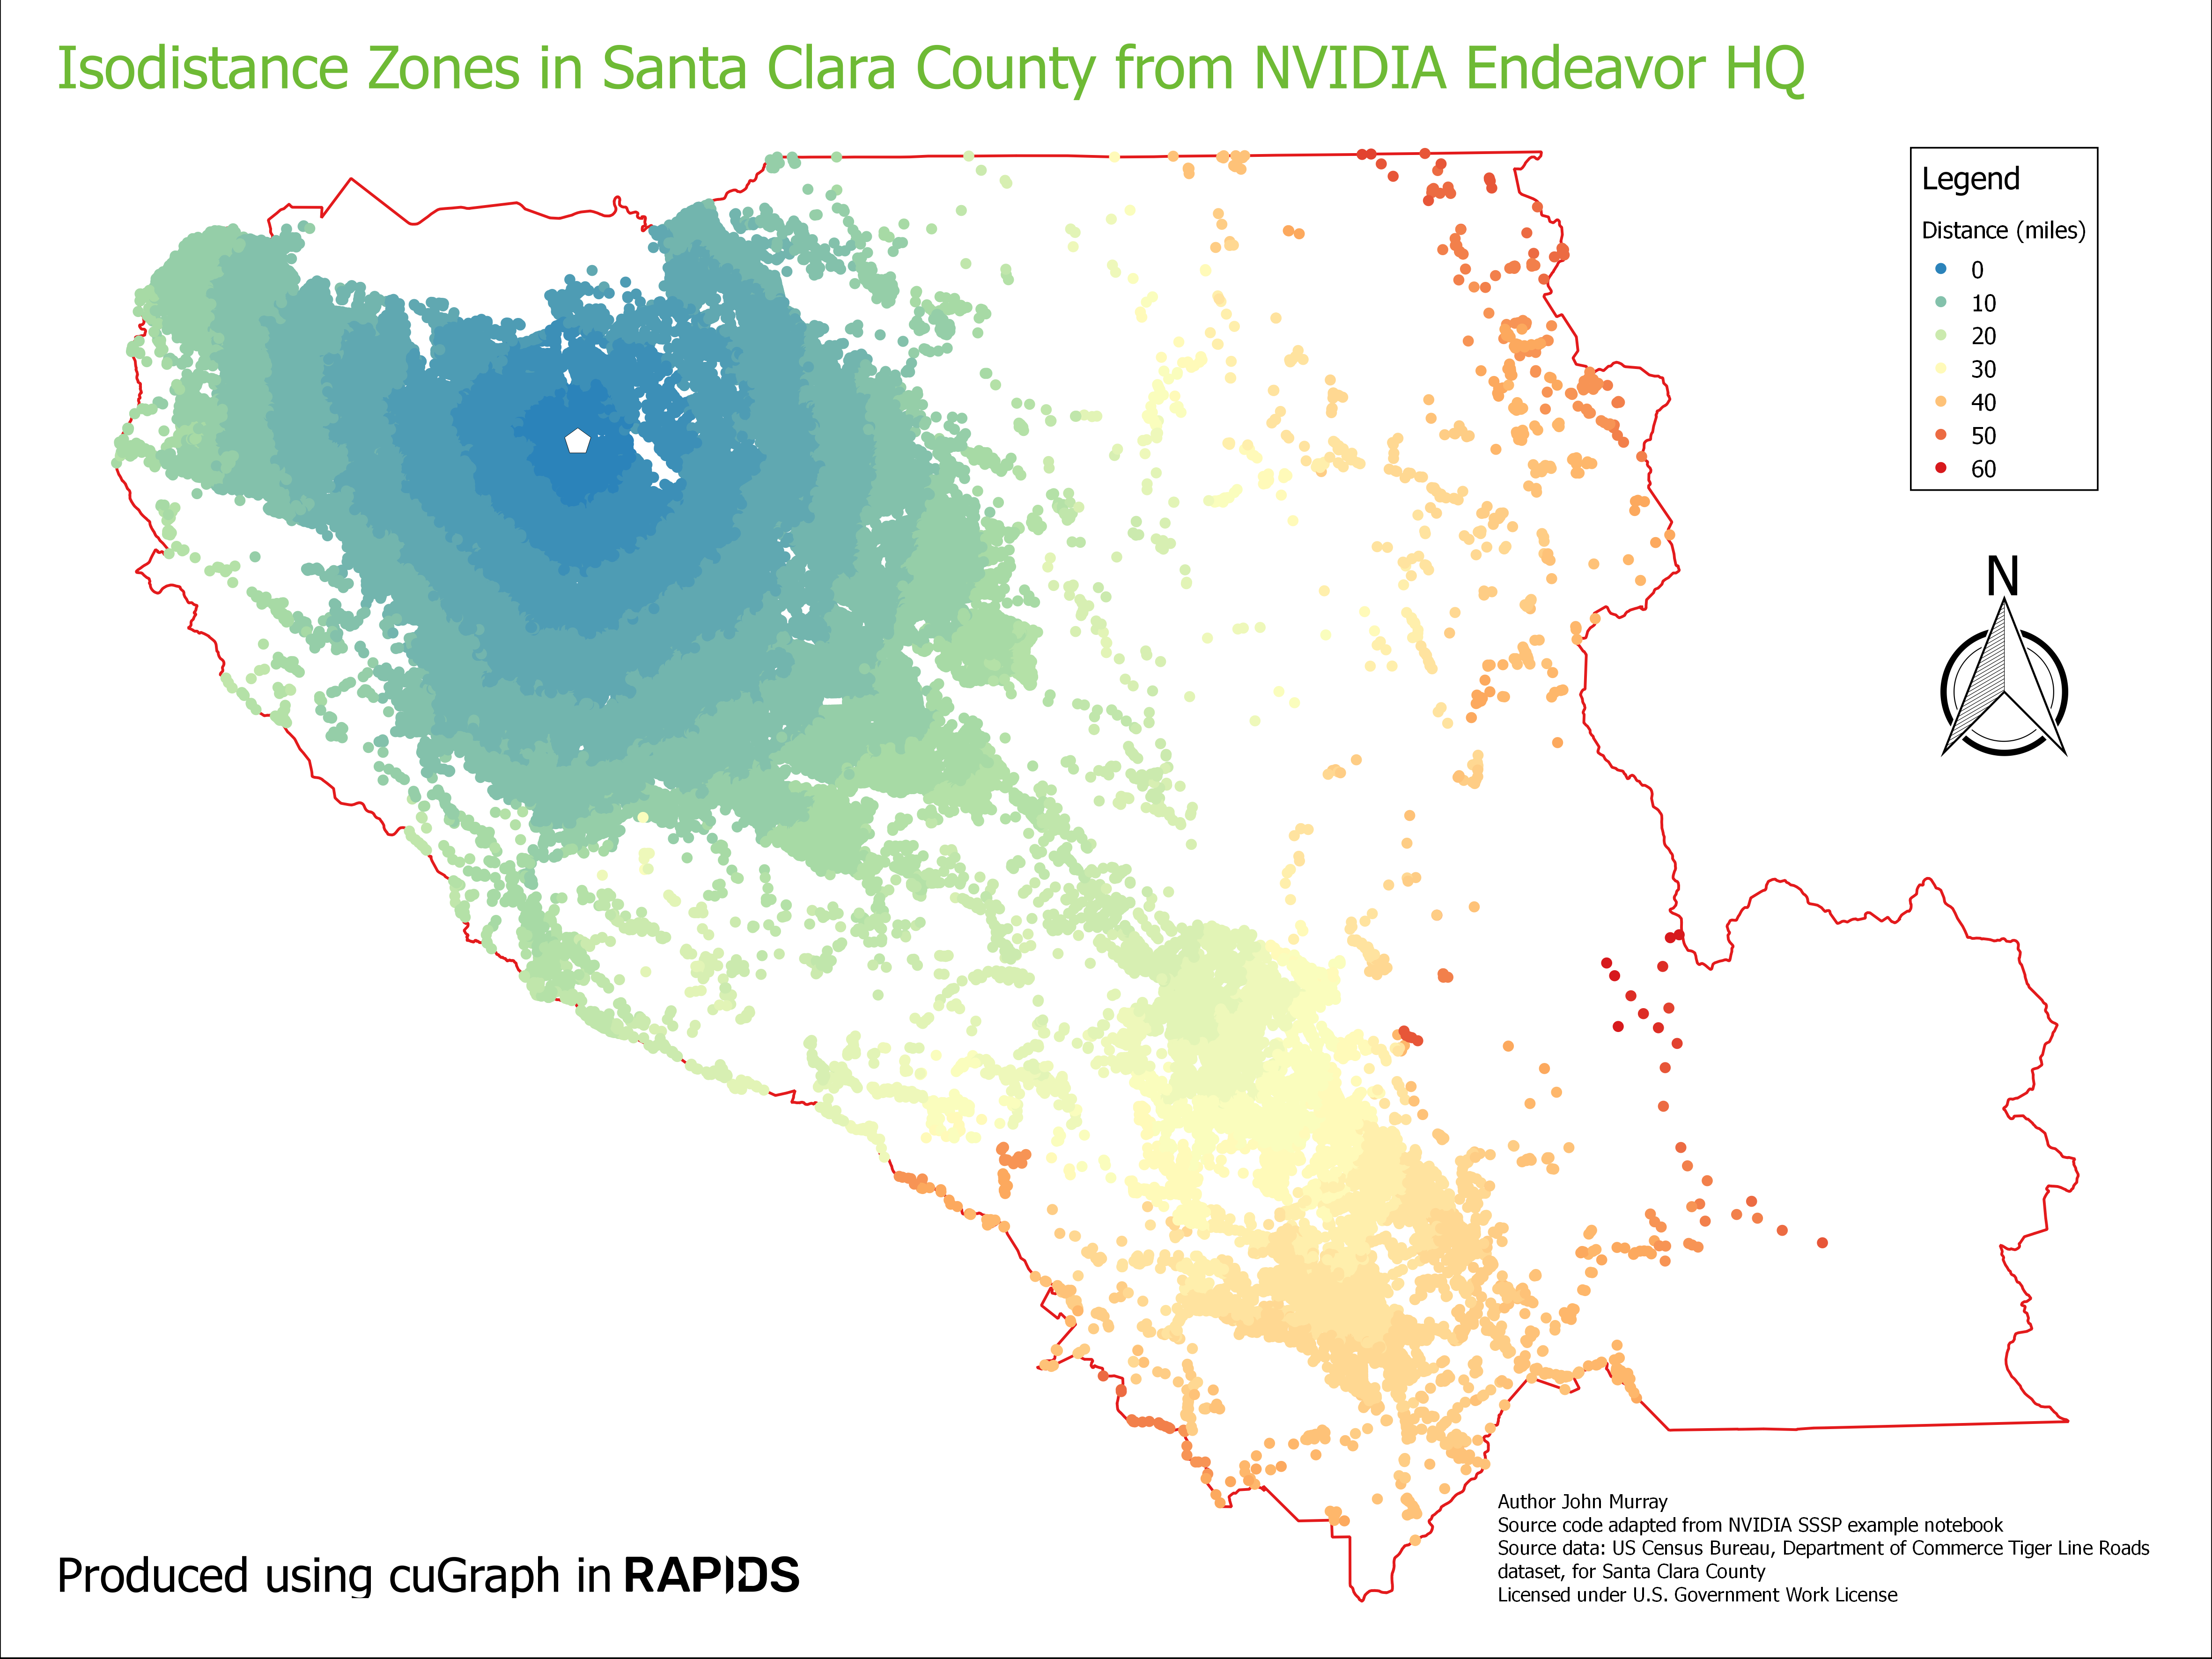 Isodistance Zones in Santa Clara County from NVIDIA Endeavor HQ
Legend
Distance (miles)
0
10
20
30
40
50
60
N
Author John Murray
Source code adapted from NVIDIA SSSP example notebook
Source data: US Census Bureau, Department of Commerce Tiger Line Roads
dataset, for Santa Clara County
Licensed under U.S. Government Work License
Produced using cuGraph in RAPIDS